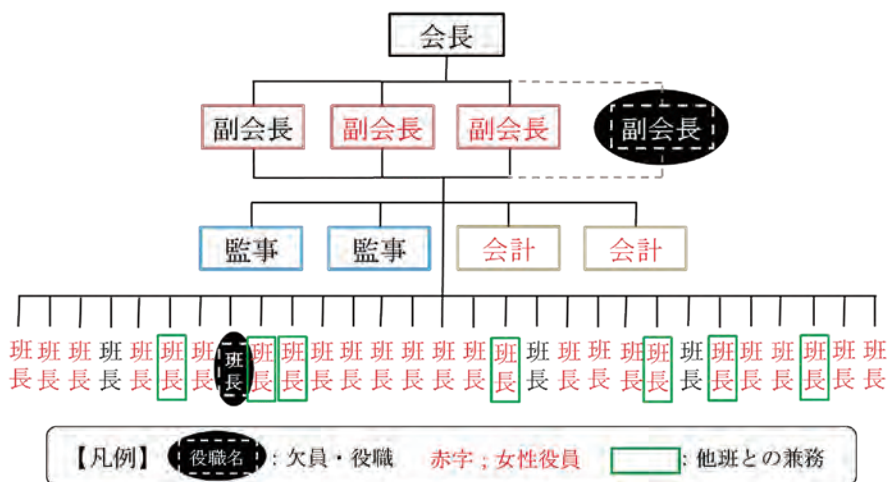 会長
副会長 副会長 副会長 副会長
監事 監事 会計 会計
班長 班長 班長 班長 班長 班長 班長 班長 班長 班長 班長 班長 班長 班長 班長 班長 班長 班長 班長 班長 班長 班長 班長 班長 班長 班長 班長 班長 班長
【凡例】 役職名 : 欠員・役職 赤字 ; 女性役員 : 他班との兼務